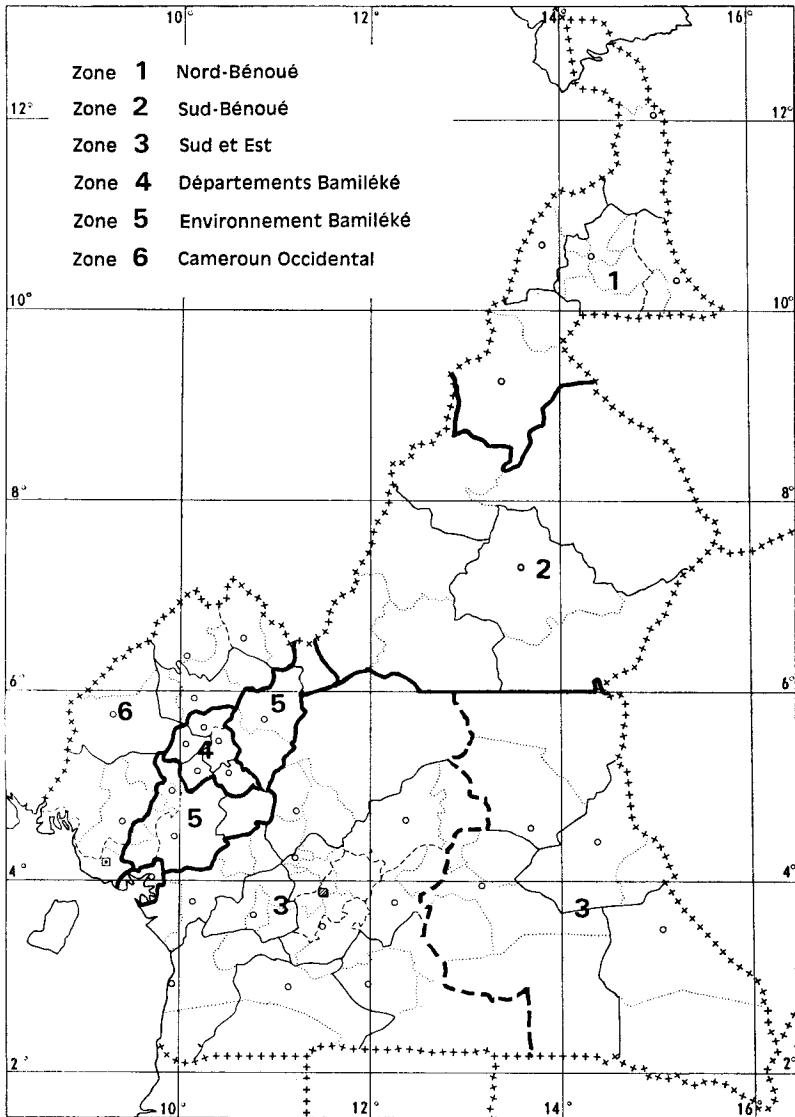 10° 12° 14° 16°
Zone 1 Nord-Bénoué
Zone 2 Sud-Bénoué
12° 12°
Zone 3 Sud et Est
Zone 4 Départements Bamiléké
Zone 5 Environnement Bamiléké
Zone 6 Cameroun Occidental
1
10° 10°
8° 8°
2
6° 6°
5
6
4
5
4° 4°
3 3
2° 2°
10° 12° 14° 16°